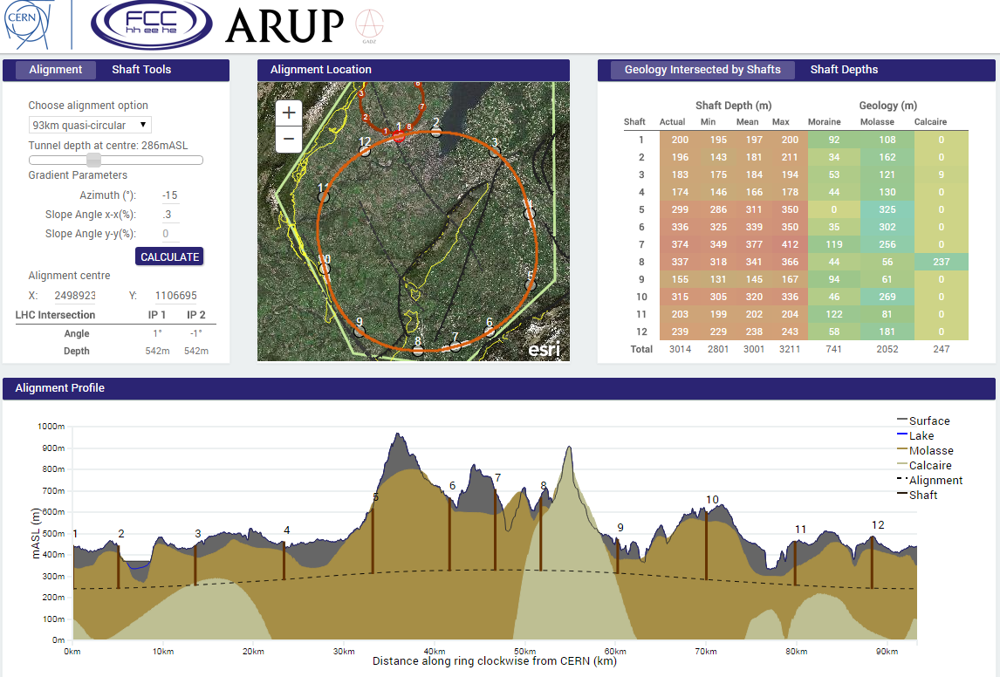 CERN FCC hh ee he ARUP GADZ
Alignment Shaft Tools
Choose alignment option
93km quasi-circular
Tunnel depth at centre: 286mASL
Gradient Parameters
Azimuth (°): -15
Slope Angle x-x(%): .3
Slope Angle y-y(%): 0
CALCULATE
Alignment centre
X: 2498923 Y: 1106695
LHC Intersection IP 1 IP 2
Angle 1° -1°
Depth 542m 542m
Alignment Location
+
−
3 6
2 7
1 8
1 2
12 3
11 4
10 5
9 6
8 7
esri
Geology Intersected by Shafts Shaft Depths
Shaft Depth (m) Geology (m)
Shaft Actual Min Mean Max Moraine Molasse Calcaire
1 200 195 197 200 92 108 0
2 196 143 181 211 34 162 0
3 183 175 184 194 53 121 9
4 174 146 166 178 44 130 0
5 299 286 311 350 0 325 0
6 336 325 339 350 35 302 0
7 374 349 377 412 119 256 0
8 337 318 341 366 44 56 237
9 155 131 145 167 94 61 0
10 315 305 320 336 46 269 0
11 203 199 202 204 122 81 0
12 239 229 238 243 58 181 0
Total 3014 2801 3001 3211 741 2052 247
Alignment Profile
Surface
Lake
Molasse
Calcaire
Alignment
Shaft
mASL (m)
1000m
900m
800m
700m
600m
500m
400m
300m
200m
100m
0m
1 2 3 4 5 6 7 8 9 10 11 12
0km 10km 20km 30km 40km 50km 60km 70km 80km 90km
Distance along ring clockwise from CERN (km)